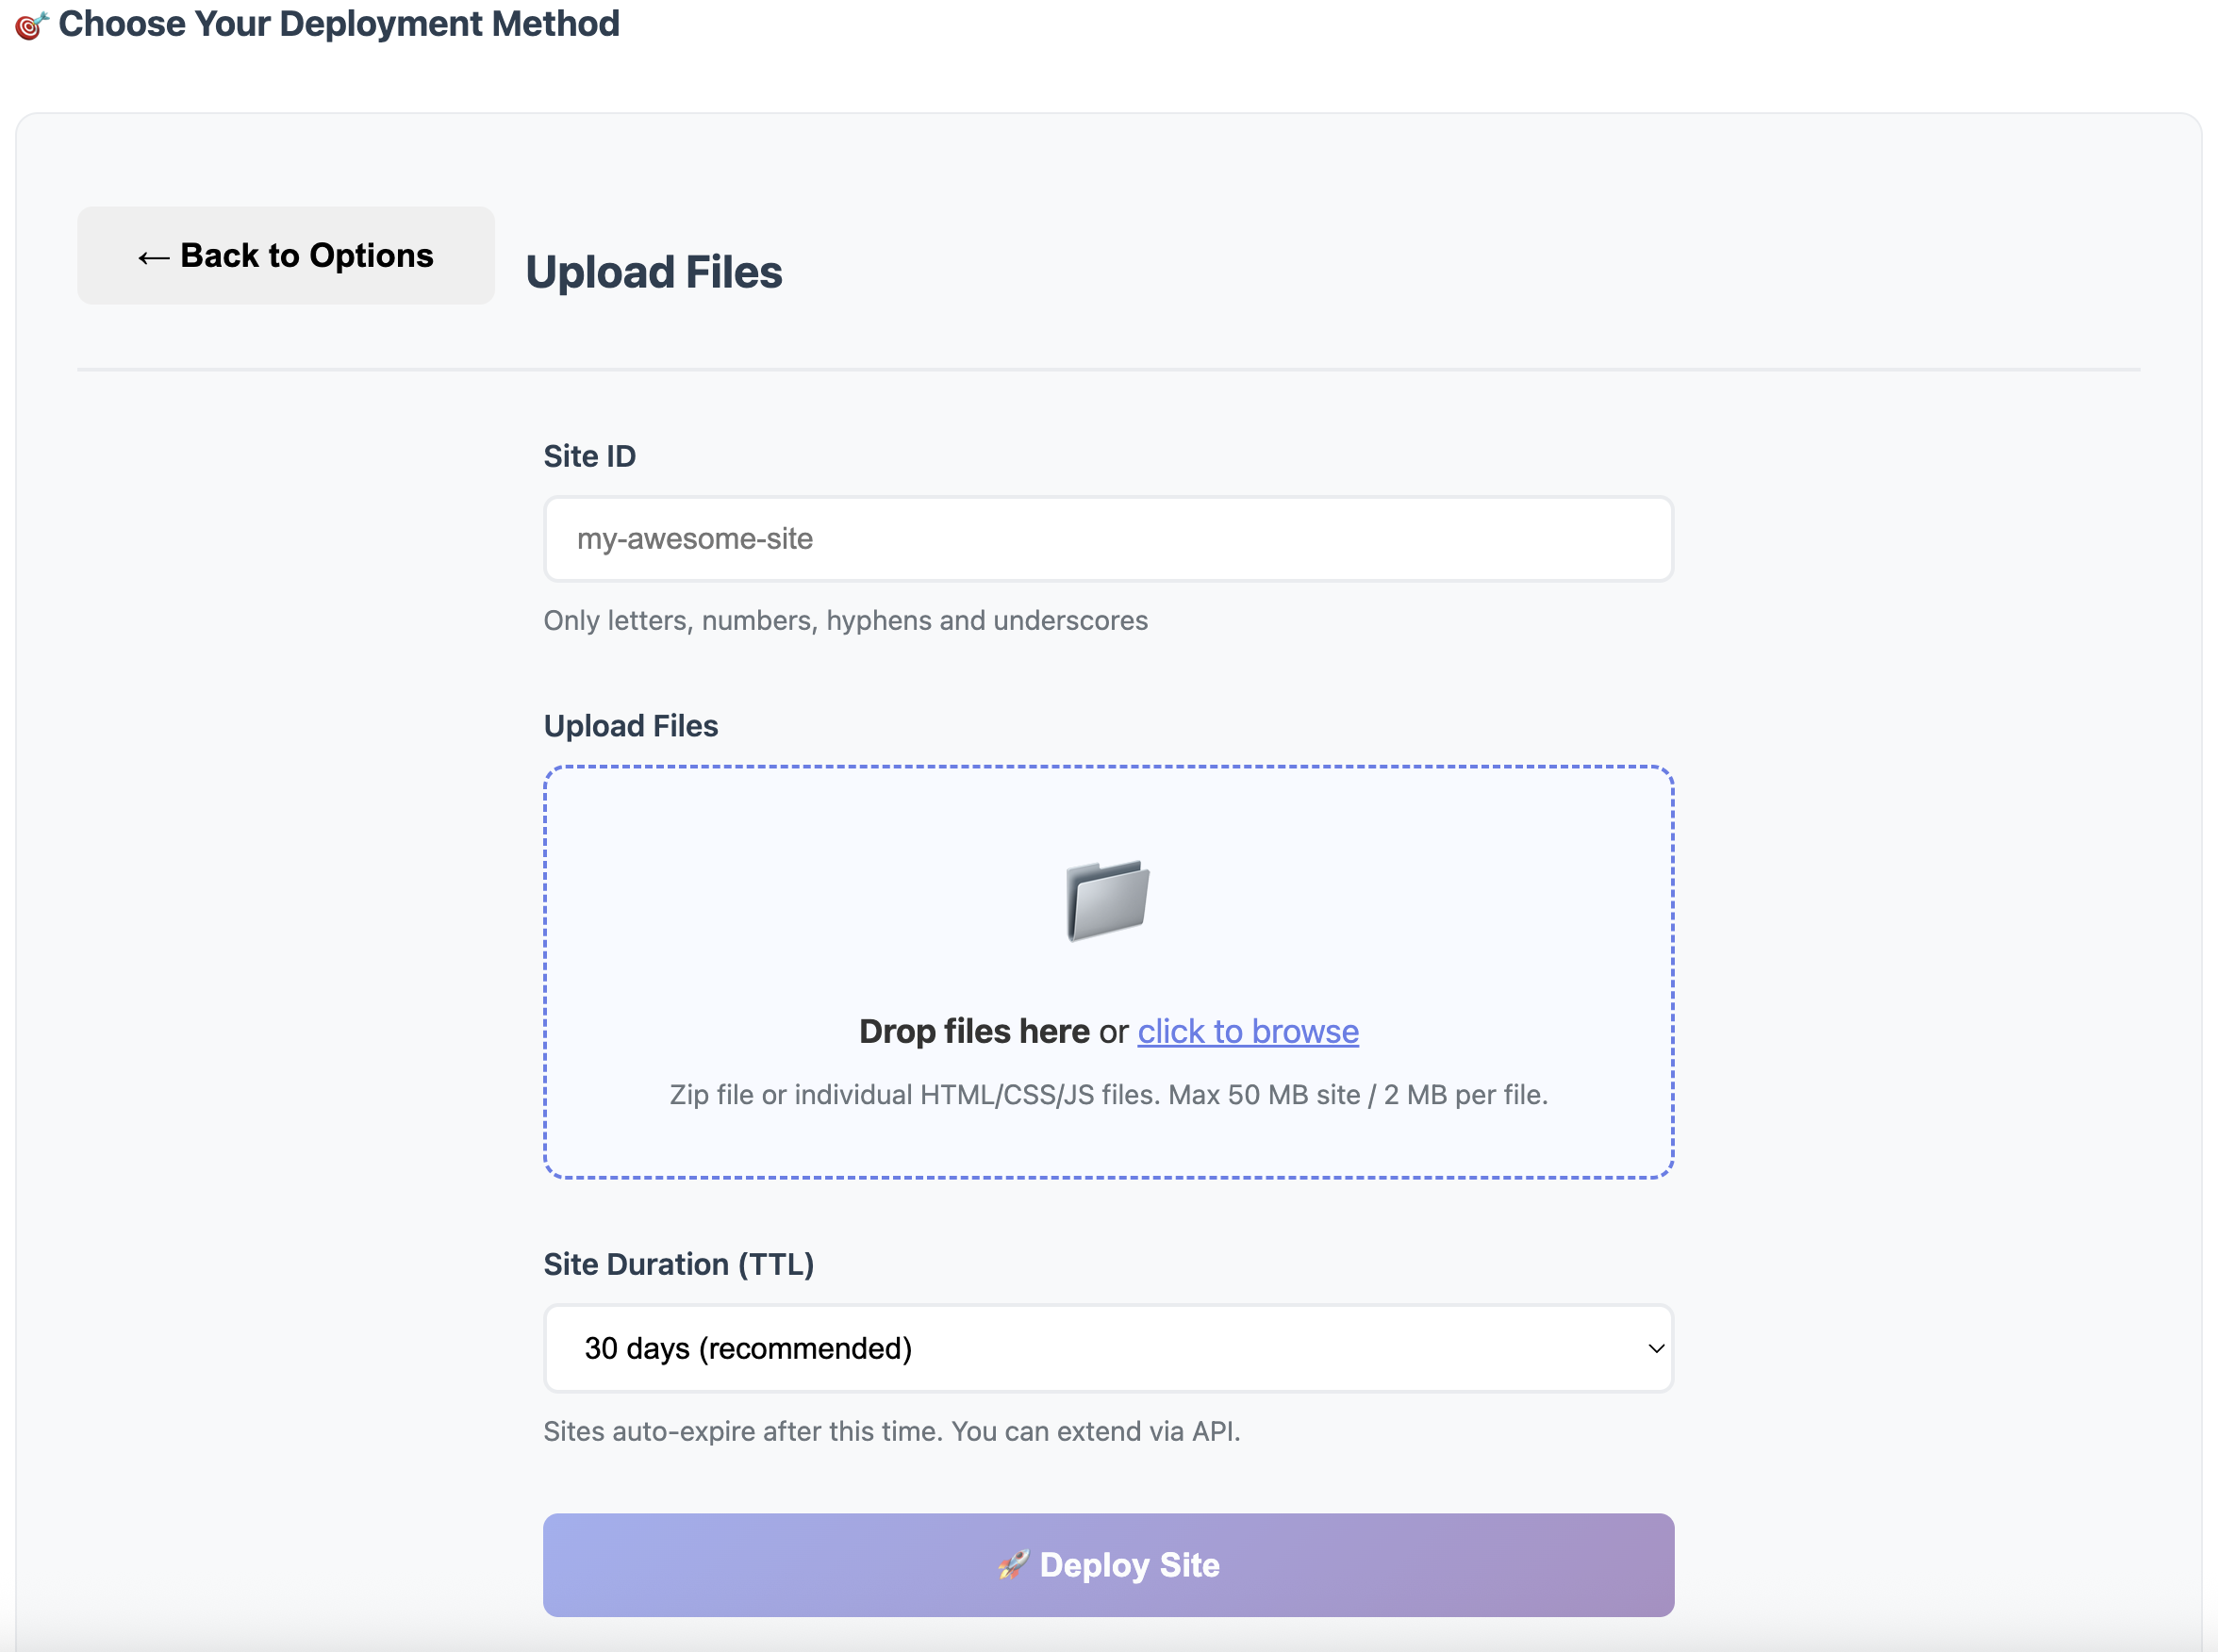 🎯 Choose Your Deployment Method
← Back to Options
Upload Files
Site ID
my-awesome-site
Only letters, numbers, hyphens and underscores
Upload Files
Drop files here or click to browse
Zip file or individual HTML/CSS/JS files. Max 50 MB site / 2 MB per file.
Site Duration (TTL)
30 days (recommended)
Sites auto-expire after this time. You can extend via API.
🚀 Deploy Site